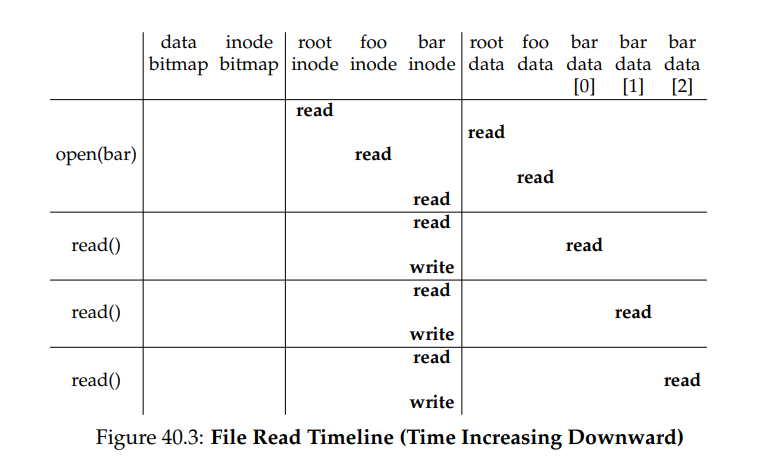 data inode root foo bar root foo bar bar bar
bitmap bitmap inode inode inode data data data data data
[0] [1] [2]
read
read
open(bar) read
read
read
read
read() read
write
read
read() read
write
read
read() read
write
Figure 40.3: File Read Timeline (Time Increasing Downward)